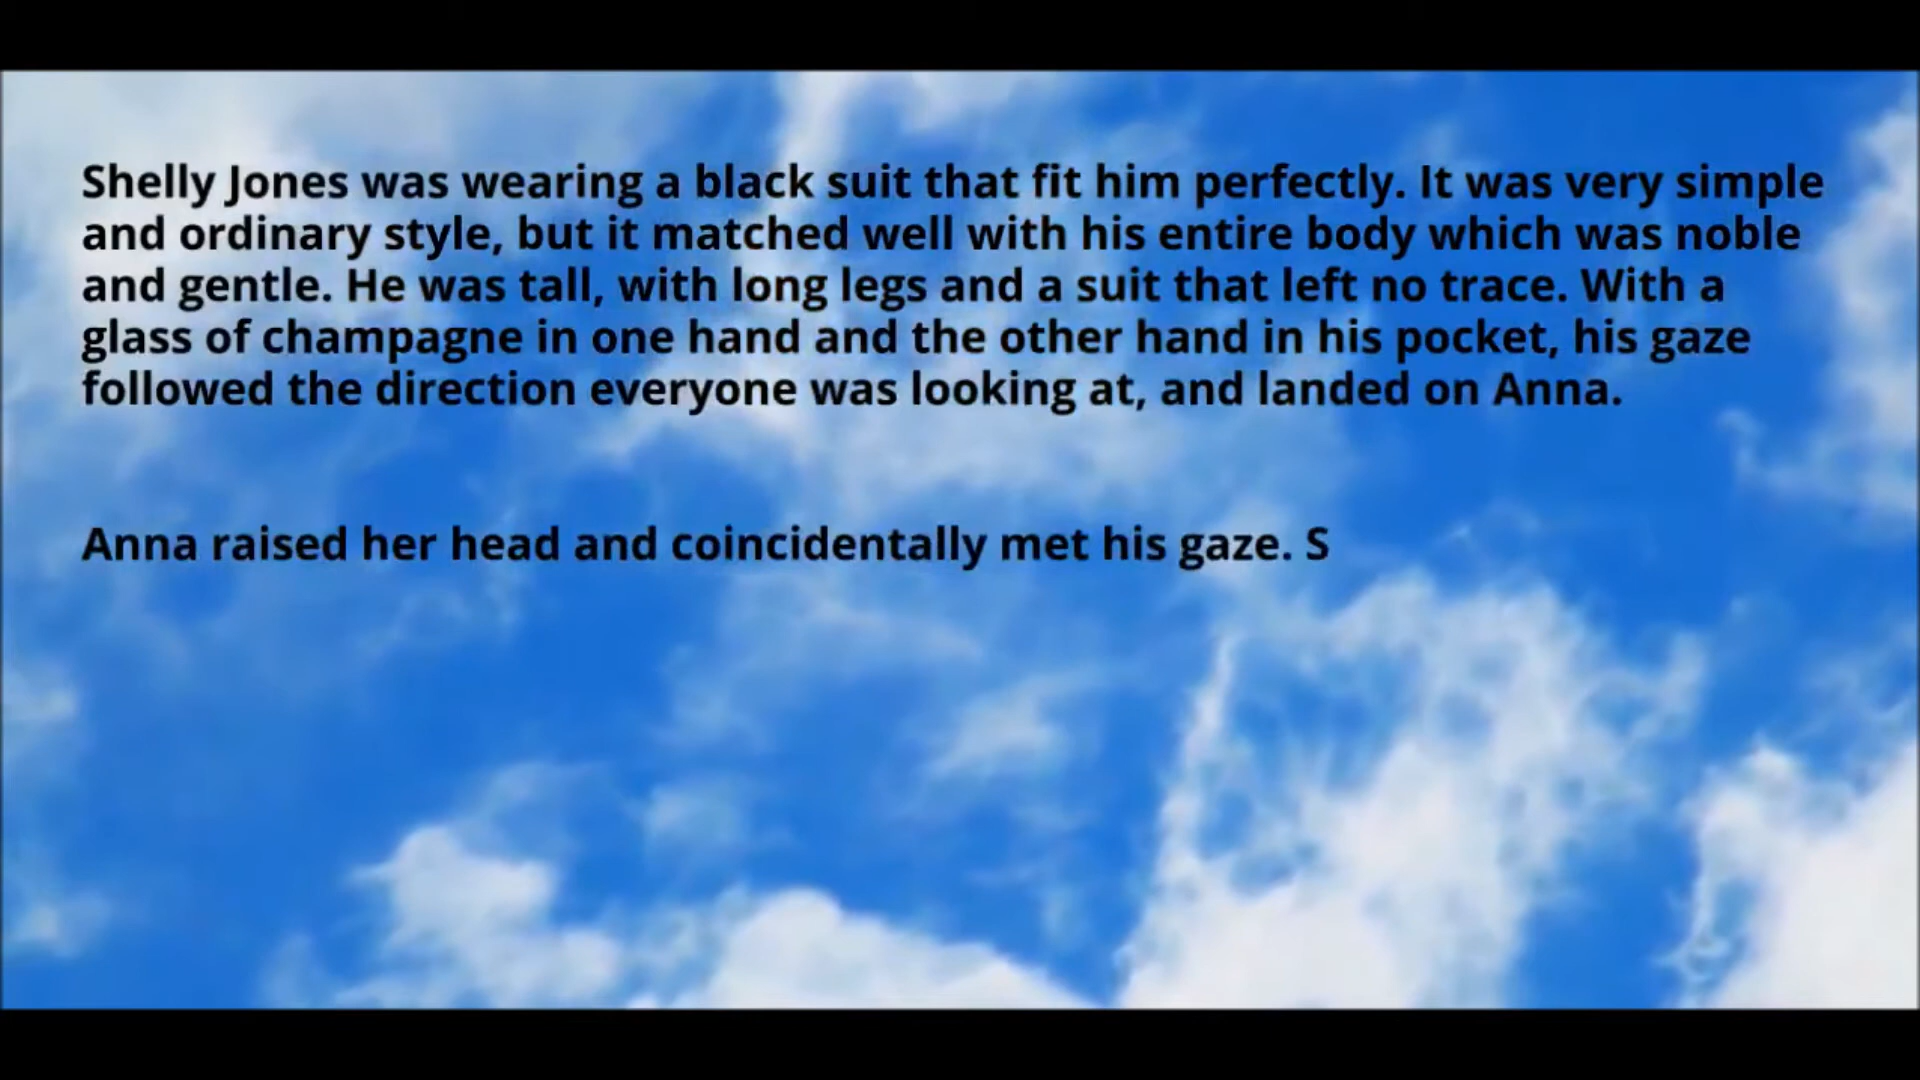 Shelly Jones was wearing a black suit that fit him perfectly. It was very simple
and ordinary style, but it matched well with his entire body which was noble
and gentle. He was tall, with long legs and a suit that left no trace. With a
glass of champagne in one hand and the other hand in his pocket, his gaze
followed the direction everyone was looking at, and landed on Anna.
Anna raised her head and coincidentally met his gaze. S